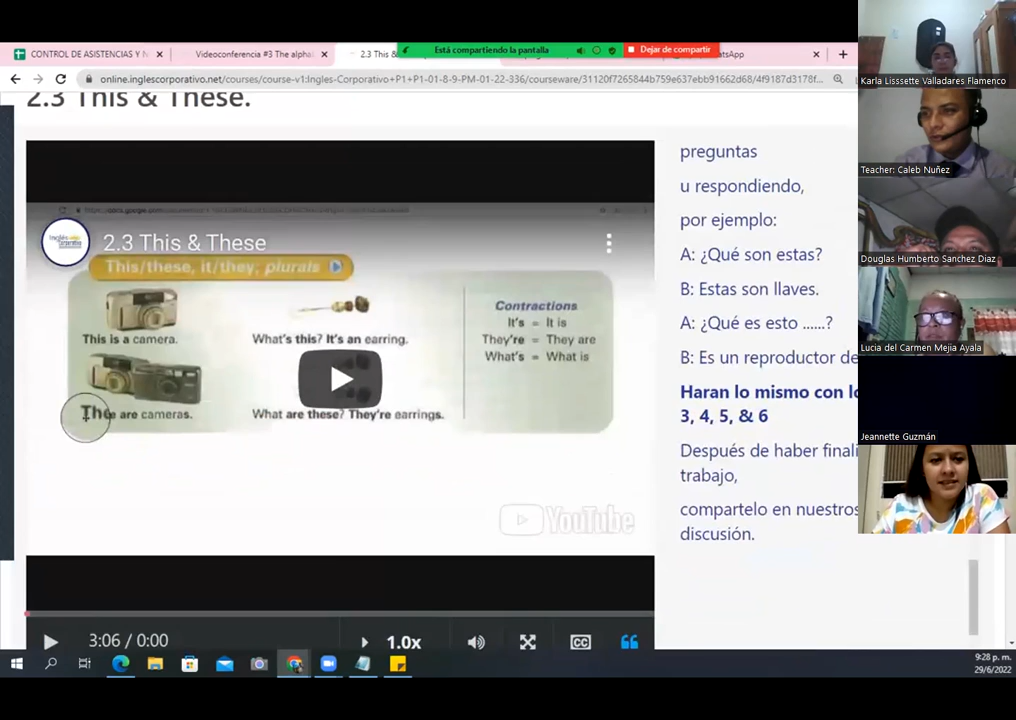 CONTROL DE ASISTENCIAS Y N
Videoconferencia #3 The alphab
2.3 Thi
Está compartiendo la pantalla
Dejar de compartir
sApp
online.inglescorporativo.net/courses/course-v1:Ingles-Corporativo+P1+P1-01-8-9-PM-01-22-336/courseware/31120f7265844b759e637ebb91662d68/4f9187d3178f...
2.3 This & These.
2.3 This & These
This/these, it/they; plurals
This is a camera.
What's this? It's an earring.
The e are cameras.
What are these? They're earrings.
Contractions
It's = It is
They're = They are
What's = What is
YouTube
3:06 / 0:00
1.0x
CC
preguntas
u respondiendo,
por ejemplo:
A: ¿Qué son estas?
B: Estas son llaves.
A: ¿Qué es esto ......?
B: Es un reproductor de
Haran lo mismo con lo
3, 4, 5, & 6
Después de haber finali
trabajo,
compartelo en nuestros
discusión.
Karla Lisssette Valladares Flamenco
Teacher: Caleb Nuñez
Douglas Humberto Sanchez Diaz
Lucia del Carmen Mejia Ayala
Jeannette Guzmán
9:28 p. m.
29/6/2022